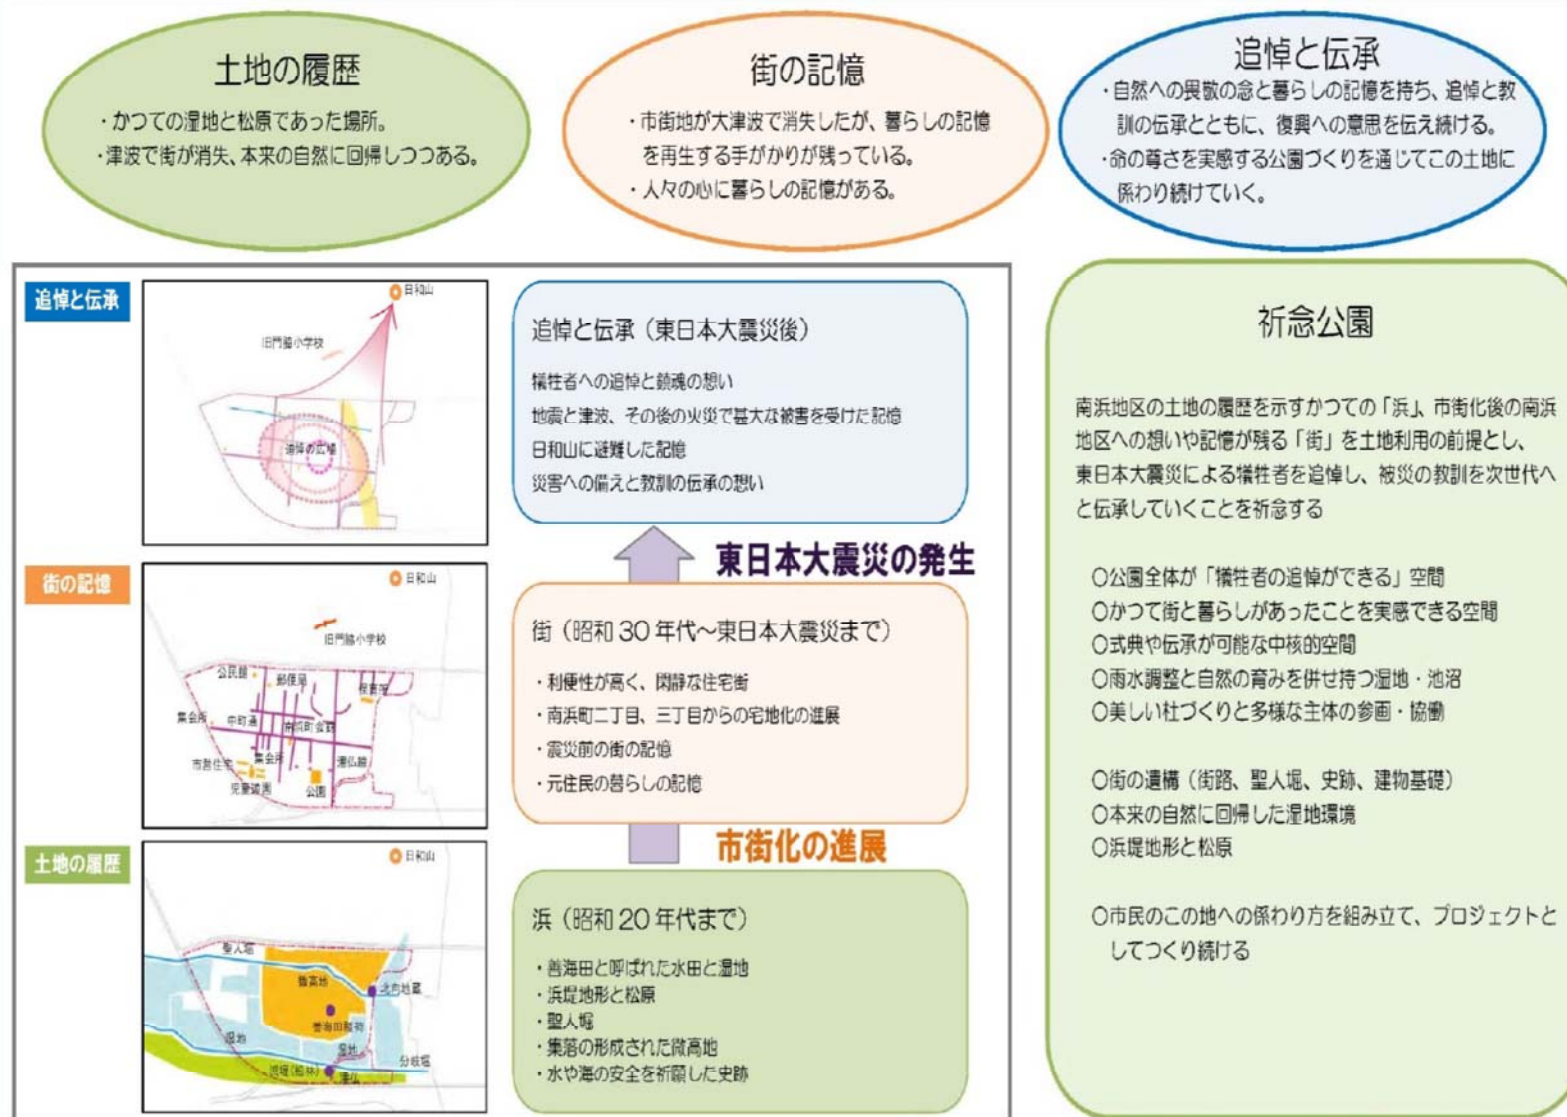 土地の履歴
・かつての湿地と松原であった場所。
・津波で街が消失、本来の自然に回帰しつつある。
街の記憶
・市街地が大津波で消失したが、暮らしの記憶
を再生する手がかりが残っている。
・人々の心に暮らしの記憶がある。
追悼と伝承
・自然への畏敬の念と暮らしの記憶を持ち、追悼と教
訓の伝承とともに、復興への意思を伝え続ける。
・命の尊さを実感する公園づくりを通じてこの土地に
係わり続けていく。
追悼と伝承
日和山
旧門脇小学校
追悼の広場
追悼と伝承（東日本大震災後）
犠牲者への追悼と鎮魂の想い
地震と津波、その後の火災で甚大な被害を受けた記憶
日和山に避難した記憶
災害への備えと教訓の伝承の想い
東日本大震災の発生
街の記憶
日和山
旧門脇小学校
公民館
郵便局
保育所
集会所
中町通
南浜町会館
集会所
濡仏線
市営住宅
児童遊園
公園
街（昭和 30 年代～東日本大震災まで）
・利便性が高く、閑静な住宅街
・南浜町二丁目、三丁目からの宅地化の進展
・震災前の街の記憶
・元住民の暮らしの記憶
市街化の進展
土地の履歴
日和山
聖人堀
微高地
北向地蔵
善海田稲荷
湿地
湿地
分岐堀
浜堤(松林)
濡仏
浜（昭和 20 年代まで）
・善海田と呼ばれた水田と湿地
・浜堤地形と松原
・聖人堀
・集落の形成された微高地
・水や海の安全を祈願した史跡
祈念公園
南浜地区の土地の履歴を示すかつての「浜」、市街化後の南浜
地区への想いや記憶が残る「街」を土地利用の前提とし、
東日本大震災による犠牲者を追悼し、被災の教訓を次世代へ
と伝承していくことを祈念する
〇公園全体が「犠牲者の追悼ができる」空間
〇かつて街と暮らしがあったことを実感できる空間
〇式典や伝承が可能な中核的空間
〇雨水調整と自然の育みを併せ持つ湿地・池沼
〇美しい杜づくりと多様な主体の参画・協働
〇街の遺構（街路、聖人堀、史跡、建物基礎）
〇本来の自然に回帰した湿地環境
〇浜堤地形と松原
〇市民のこの地への係わり方を組み立て、プロジェクトと
してつくり続ける